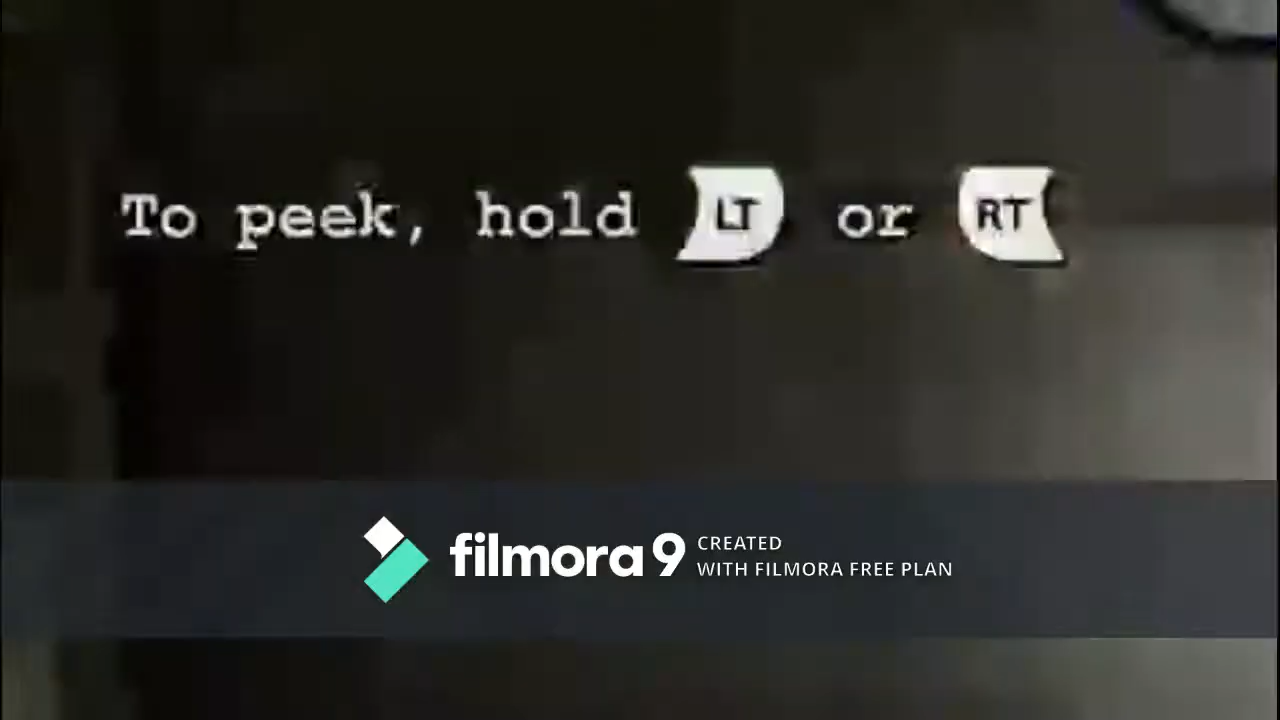 To peek, hold LT or RT
filmora9 CREATED
WITH FILMORA FREE PLAN